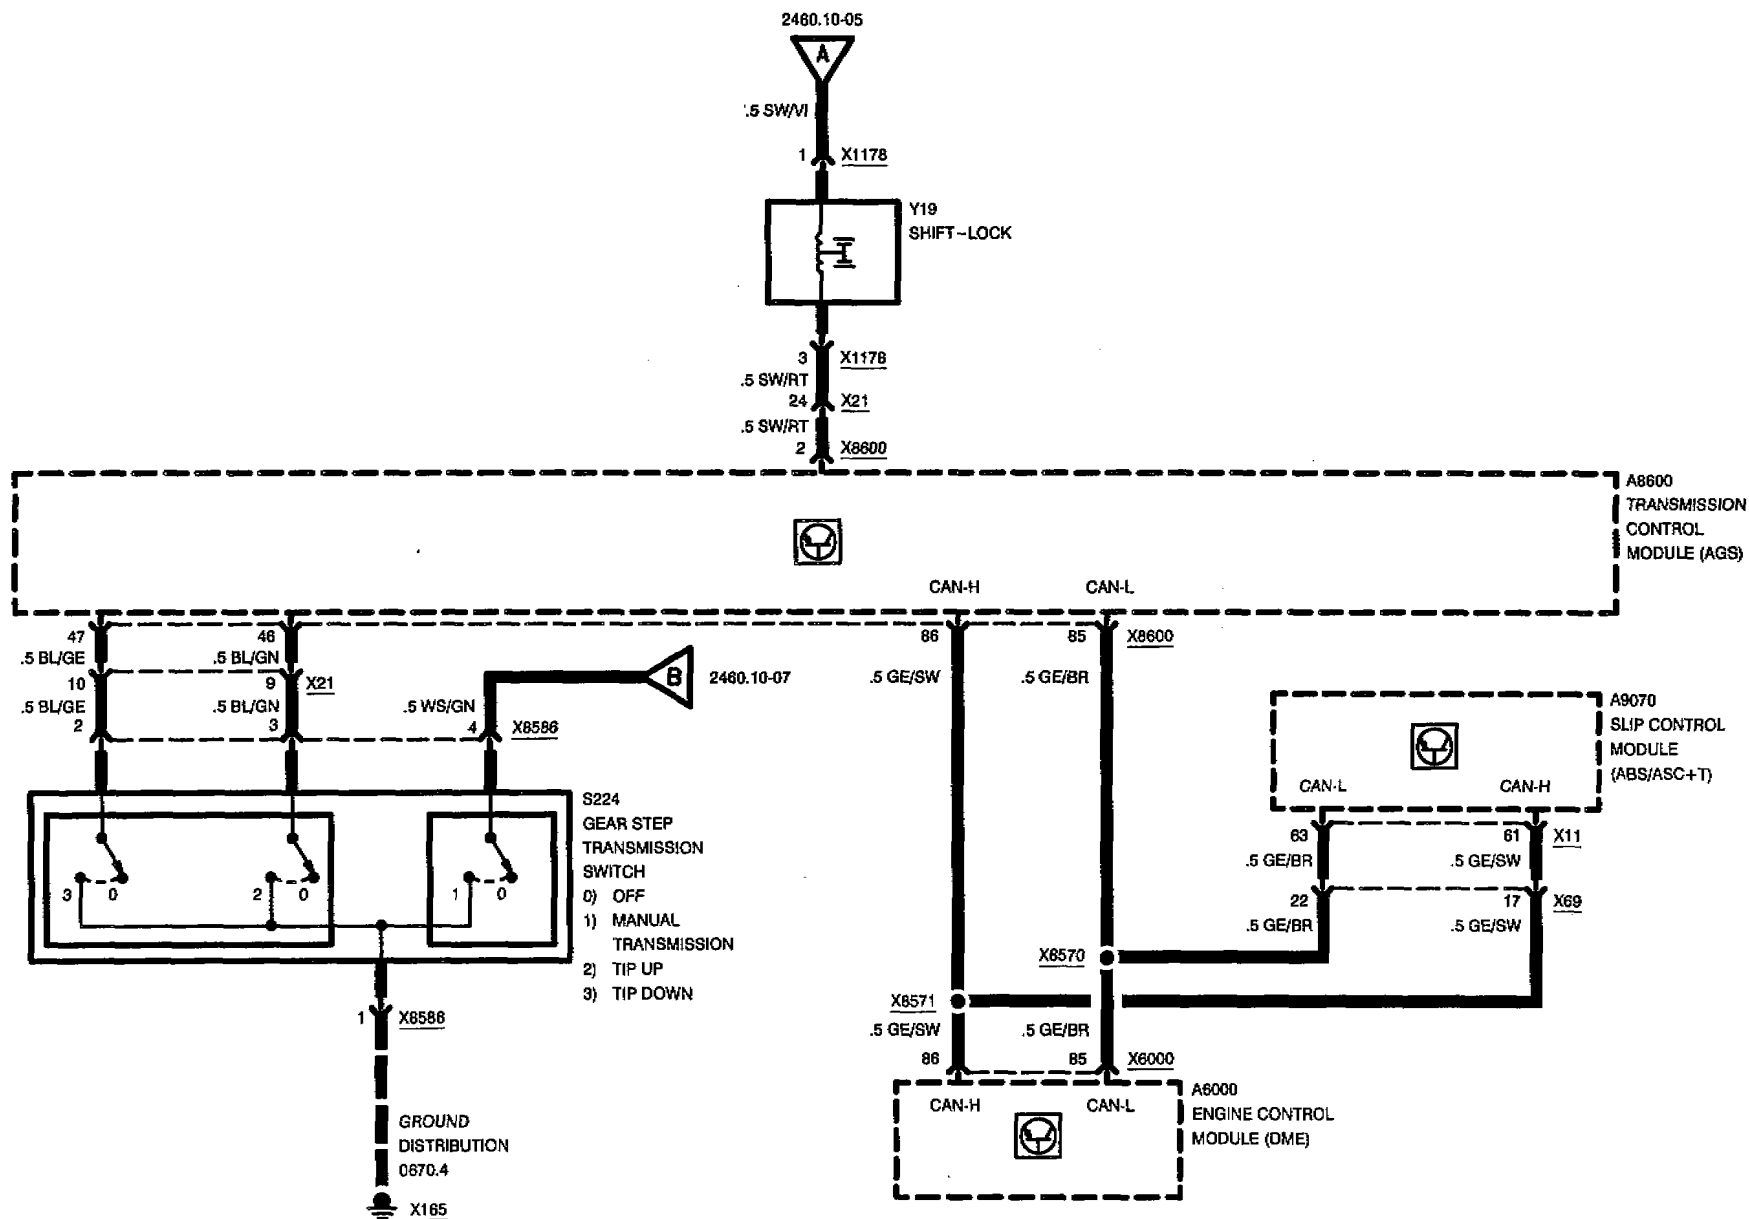 2460.10-05
A
.5 SW/VI
1 X1178
Y19
SHIFT-LOCK
3 X1178
.5 SW/RT
24 X21
.5 SW/RT
2 X8600
A8600
TRANSMISSION
CONTROL
MODULE (AGS)
CAN-H CAN-L
47 46 86 85 X8600
.5 BL/GE .5 BL/GN .5 GE/SW .5 GE/BR
10 9 X21
B 2460.10-07
.5 BL/GE .5 BL/GN .5 WS/GN
2 3 4 X8586
A9070
SLIP CONTROL
MODULE
(ABS/ASC+T)
CAN-L CAN-H
63 61 X11
.5 GE/BR .5 GE/SW
22 17 X69
.5 GE/BR .5 GE/SW
S224
GEAR STEP
TRANSMISSION
SWITCH
0) OFF
1) MANUAL
TRANSMISSION
2) TIP UP
3) TIP DOWN
3 0 2 0 1 0
X8570
X8571
1 X8586
.5 GE/SW .5 GE/BR
86 85 X6000
CAN-H CAN-L
A6000
ENGINE CONTROL
MODULE (DME)
GROUND
DISTRIBUTION
0670.4
X165